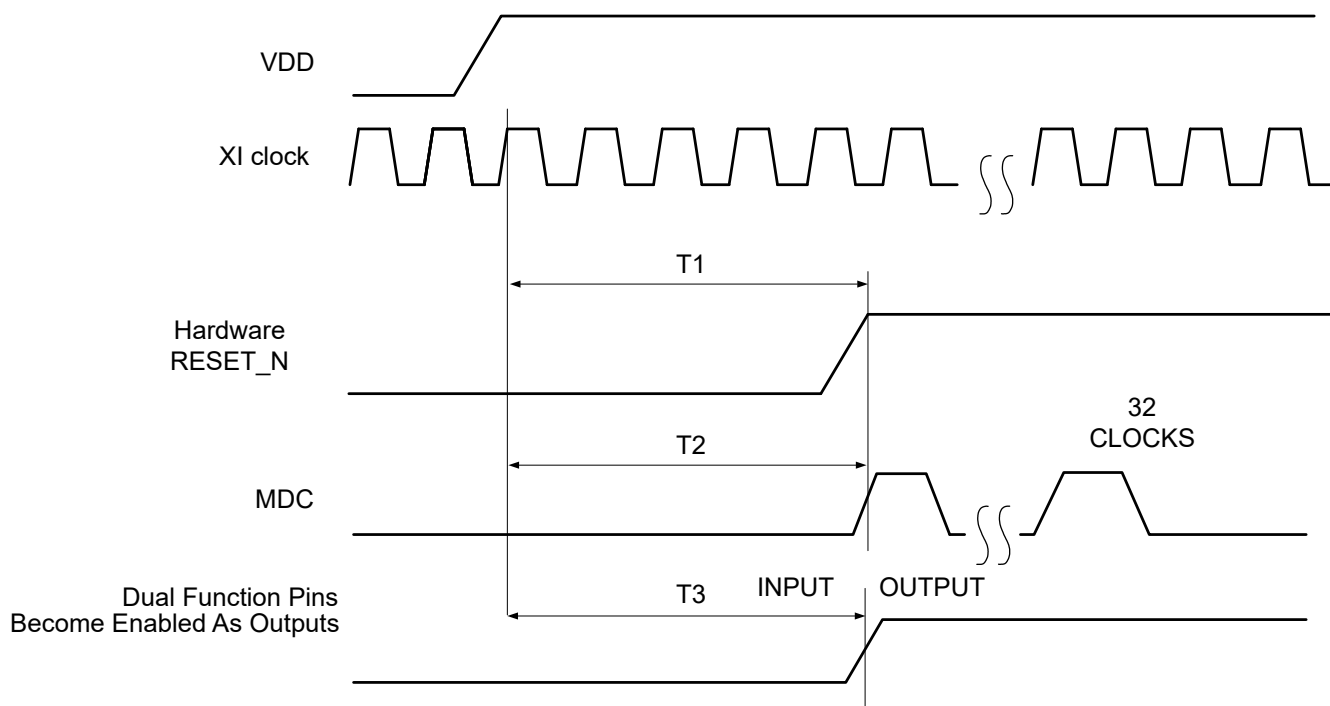 VDD
XI clock
T1
Hardware
RESET_N
32
CLOCKS
T2
MDC
INPUT OUTPUT
T3
Dual Function Pins
Become Enabled As Outputs